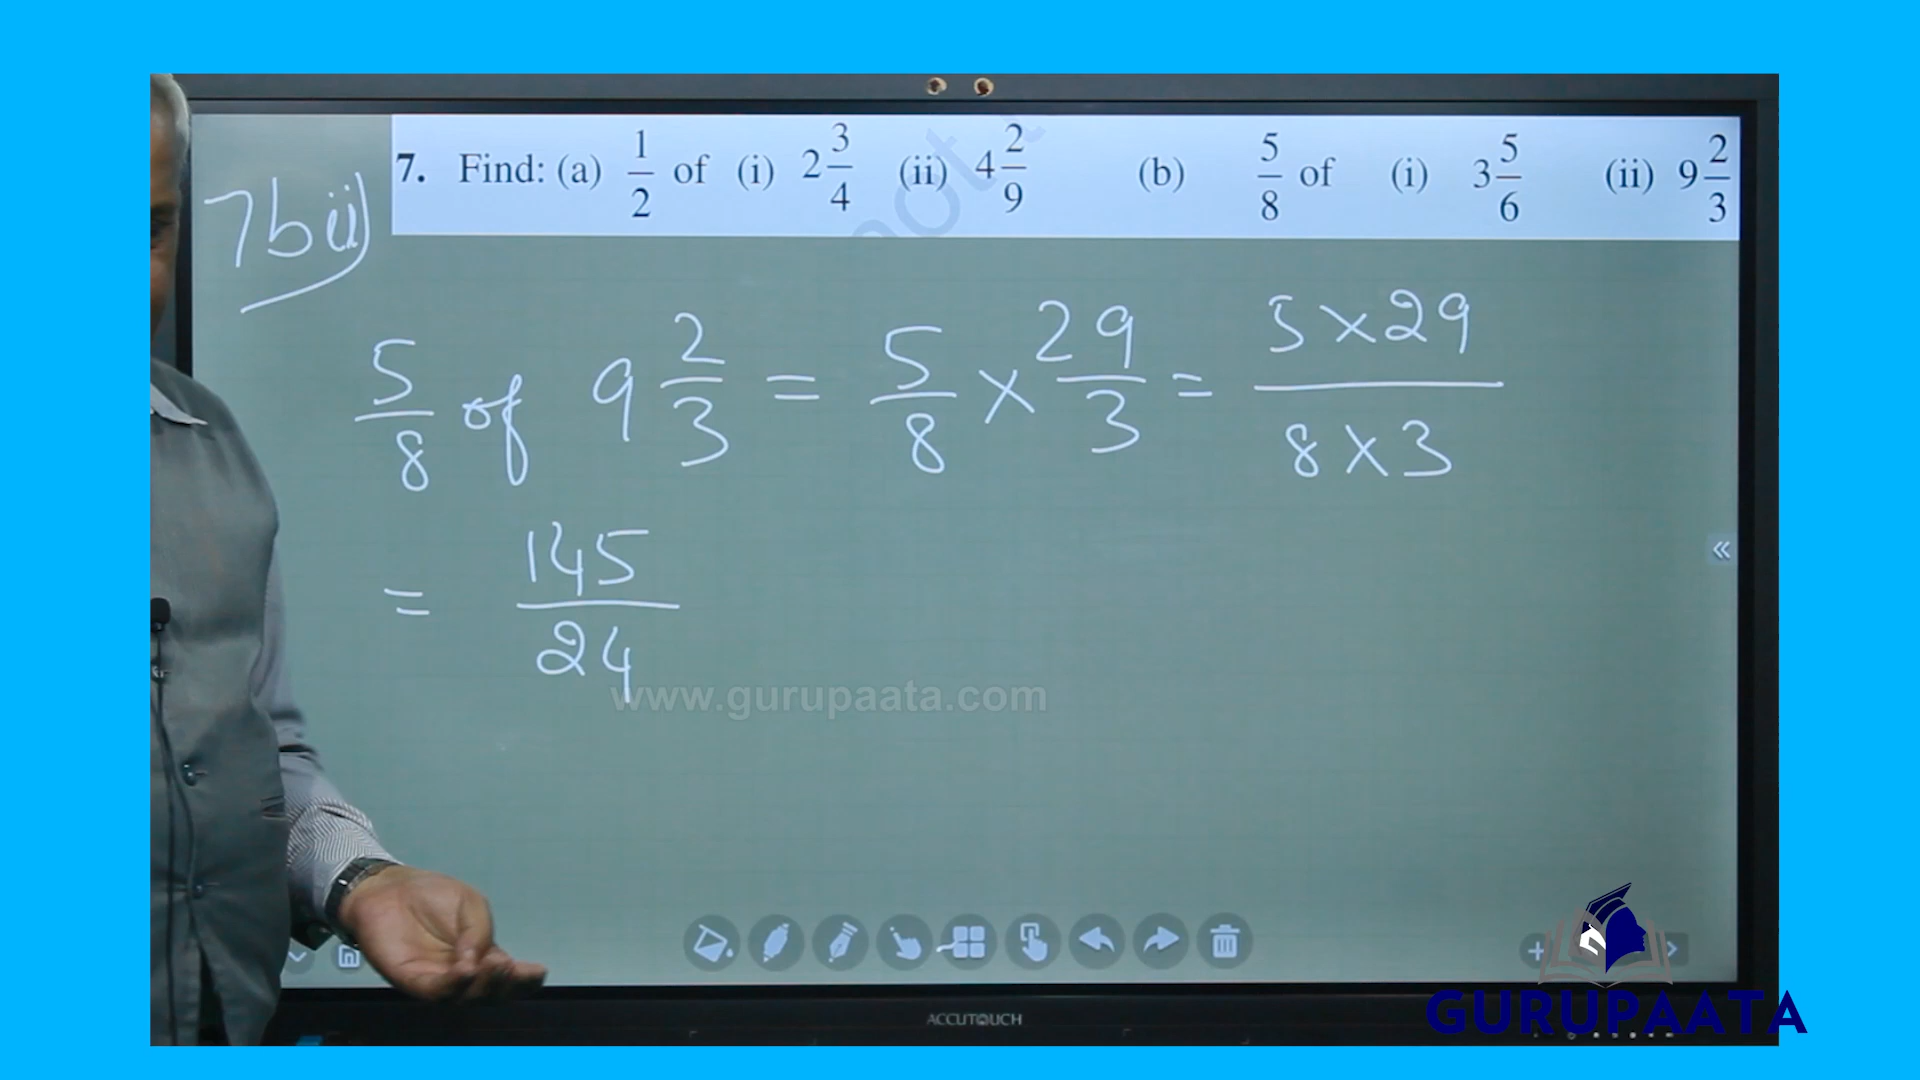 7. Find: (a) 1/2 of (i) 2 3/4 (ii) 4 2/9 (b) 5/8 of (i) 3 5/6 (ii) 9 2/3
not
7bii)
5/8 of 9 2/3 = 5/8 × 29/3 = 5×29/8×3
= 145/24
www.gurupaata.com
ACCUTOUCH
GURUPAATA